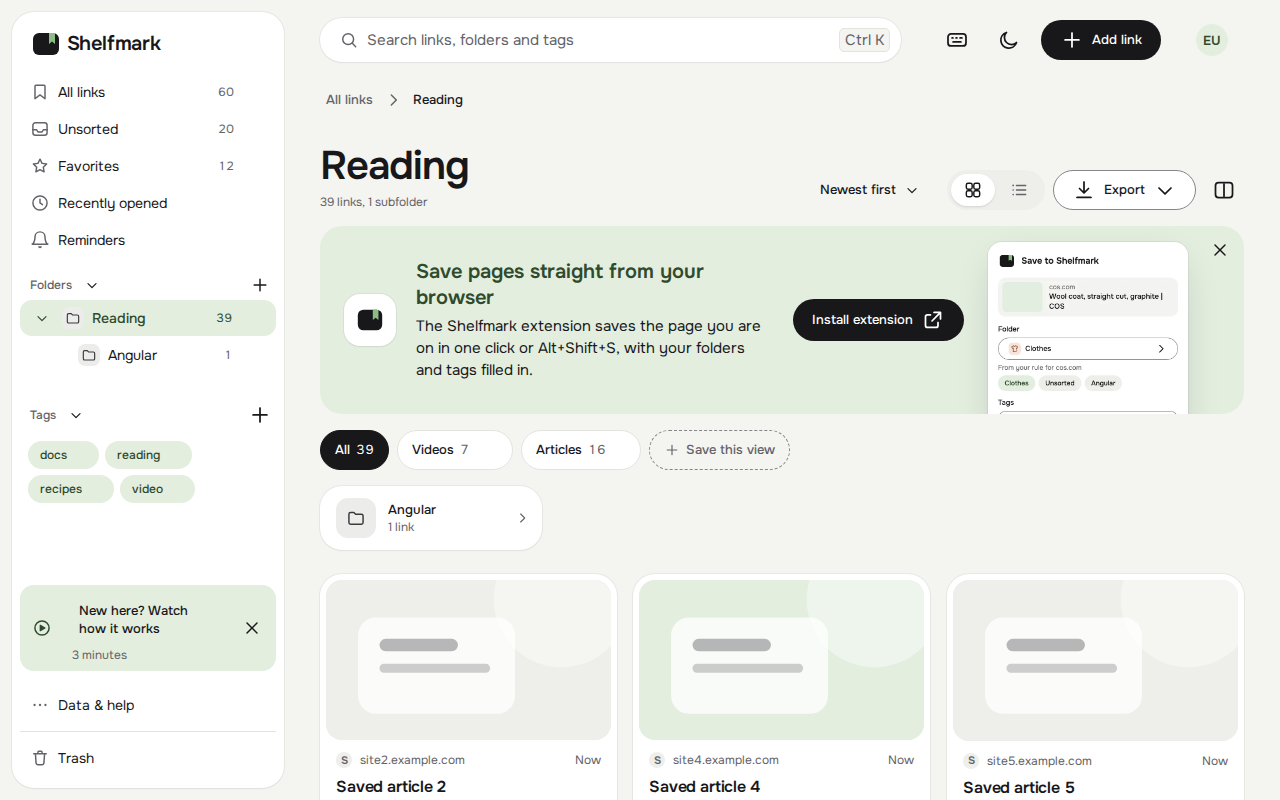 Shelfmark
Search links, folders and tags
Ctrl K
Add link
EU
All links 60
Unsorted 20
Favorites 12
Recently opened
Reminders
Folders
Reading 39
Angular 1
Tags
docs
reading
recipes
video
New here? Watch
how it works
3 minutes
Data & help
Trash
All links
Reading
Reading
39 links, 1 subfolder
Newest first
Export
Save pages straight from your
browser
The Shelfmark extension saves the page you are
on in one click or Alt+Shift+S, with your folders
and tags filled in.
Install extension
Save to Shelfmark
cos.com
Wool coat, straight cut, graphite |
COS
Folder
Clothes
From your rule for cos.com
Clothes
Unsorted
Angular
Tags
All 39
Videos 7
Articles 16
Save this view
Angular
1 link
S site2.example.com Now
Saved article 2
S site4.example.com Now
Saved article 4
S site5.example.com Now
Saved article 5